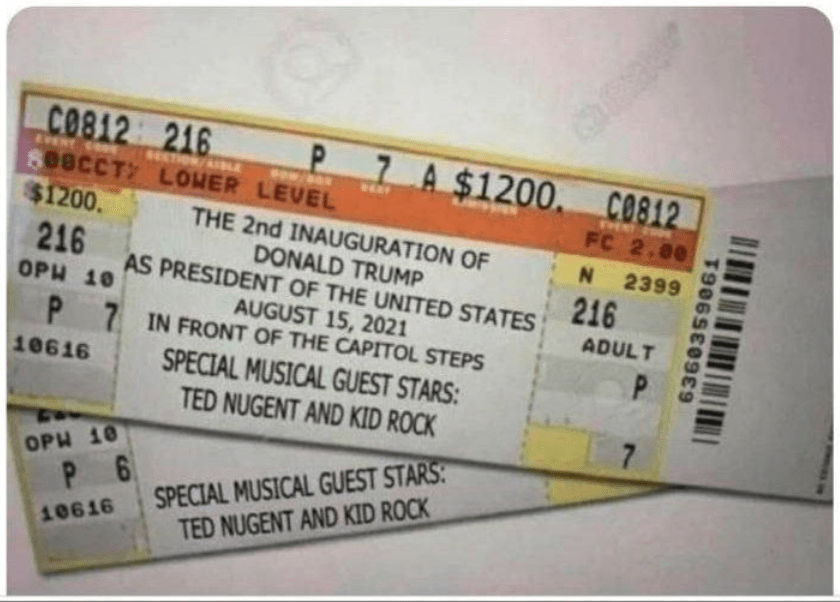 C0812 216 P 7 A $1200. C0812
LOWER LEVEL
FC 2.00
$1200.
216
OPW 10
P 7
10616
THE 2nd INAUGURATION OF
DONALD TRUMP
AS PRESIDENT OF THE UNITED STATES
AUGUST 15, 2021
IN FRONT OF THE CAPITOL STEPS
SPECIAL MUSICAL GUEST STARS:
TED NUGENT AND KID ROCK
N 2399
216
ADULT
P
7
6360359061
OPW 10
P 6
10616
SPECIAL MUSICAL GUEST STARS:
TED NUGENT AND KID ROCK